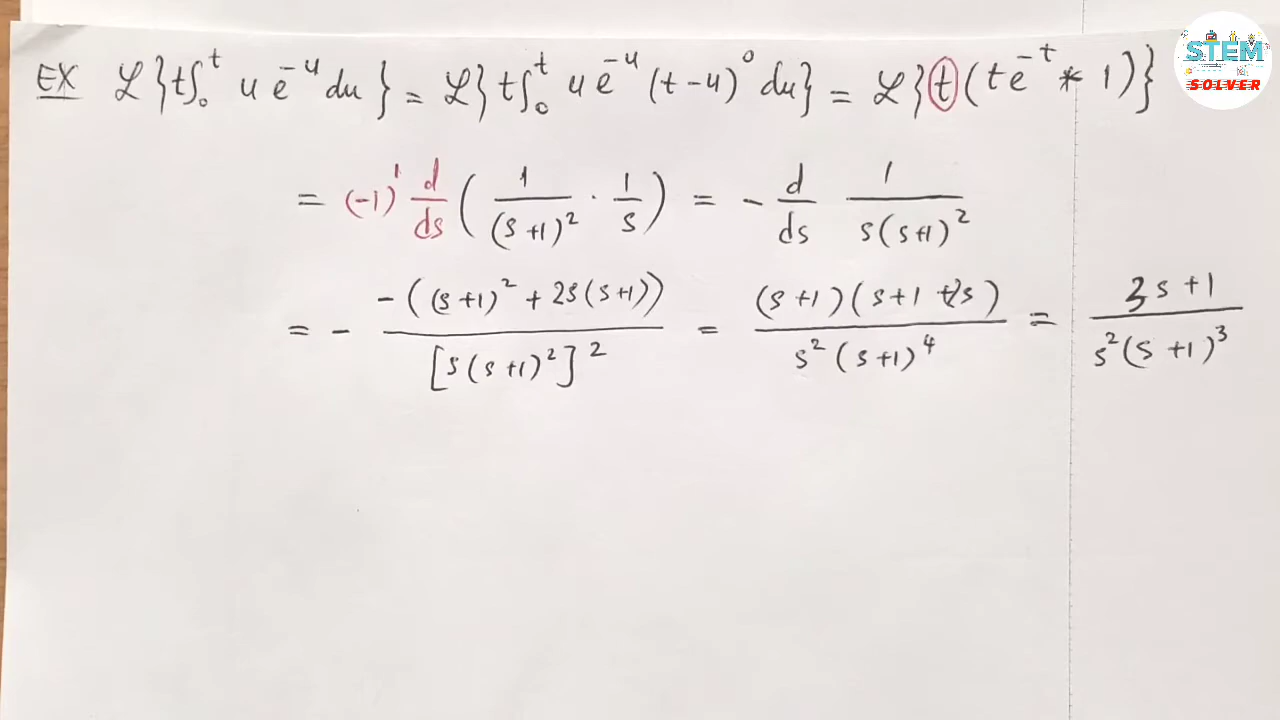 STEM
SOLVER
EX ℒ{t∫₀ᵗ u e⁻ᵘ du} = ℒ{t∫₀ᵗ u e⁻ᵘ (t-u)⁰ du} = ℒ{t(te⁻ᵗ * 1)}
= (-1)¹ d/ds (1/(s+1)² · 1/s) = - d/ds 1/(s(s+1)²)
= - -((s+1)² + 2s(s+1))/[s(s+1)²]² = (s+1)(s+1+2s)/(s²(s+1)⁴) = (3s+1)/(s²(s+1)³)